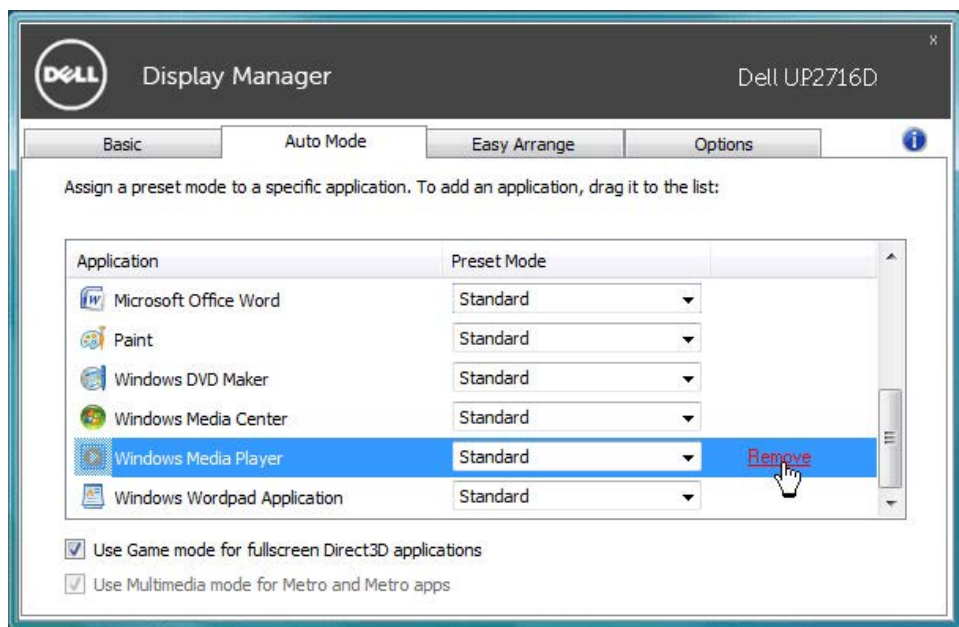 x
DELL Display Manager Dell UP2716D
Basic Auto Mode Easy Arrange Options i
Assign a preset mode to a specific application. To add an application, drag it to the list:
Application Preset Mode
Microsoft Office Word Standard
Paint Standard
Windows DVD Maker Standard
Windows Media Center Standard
Windows Media Player Standard Remove
Windows Wordpad Application Standard
Use Game mode for fullscreen Direct3D applications
Use Multimedia mode for Metro and Metro apps